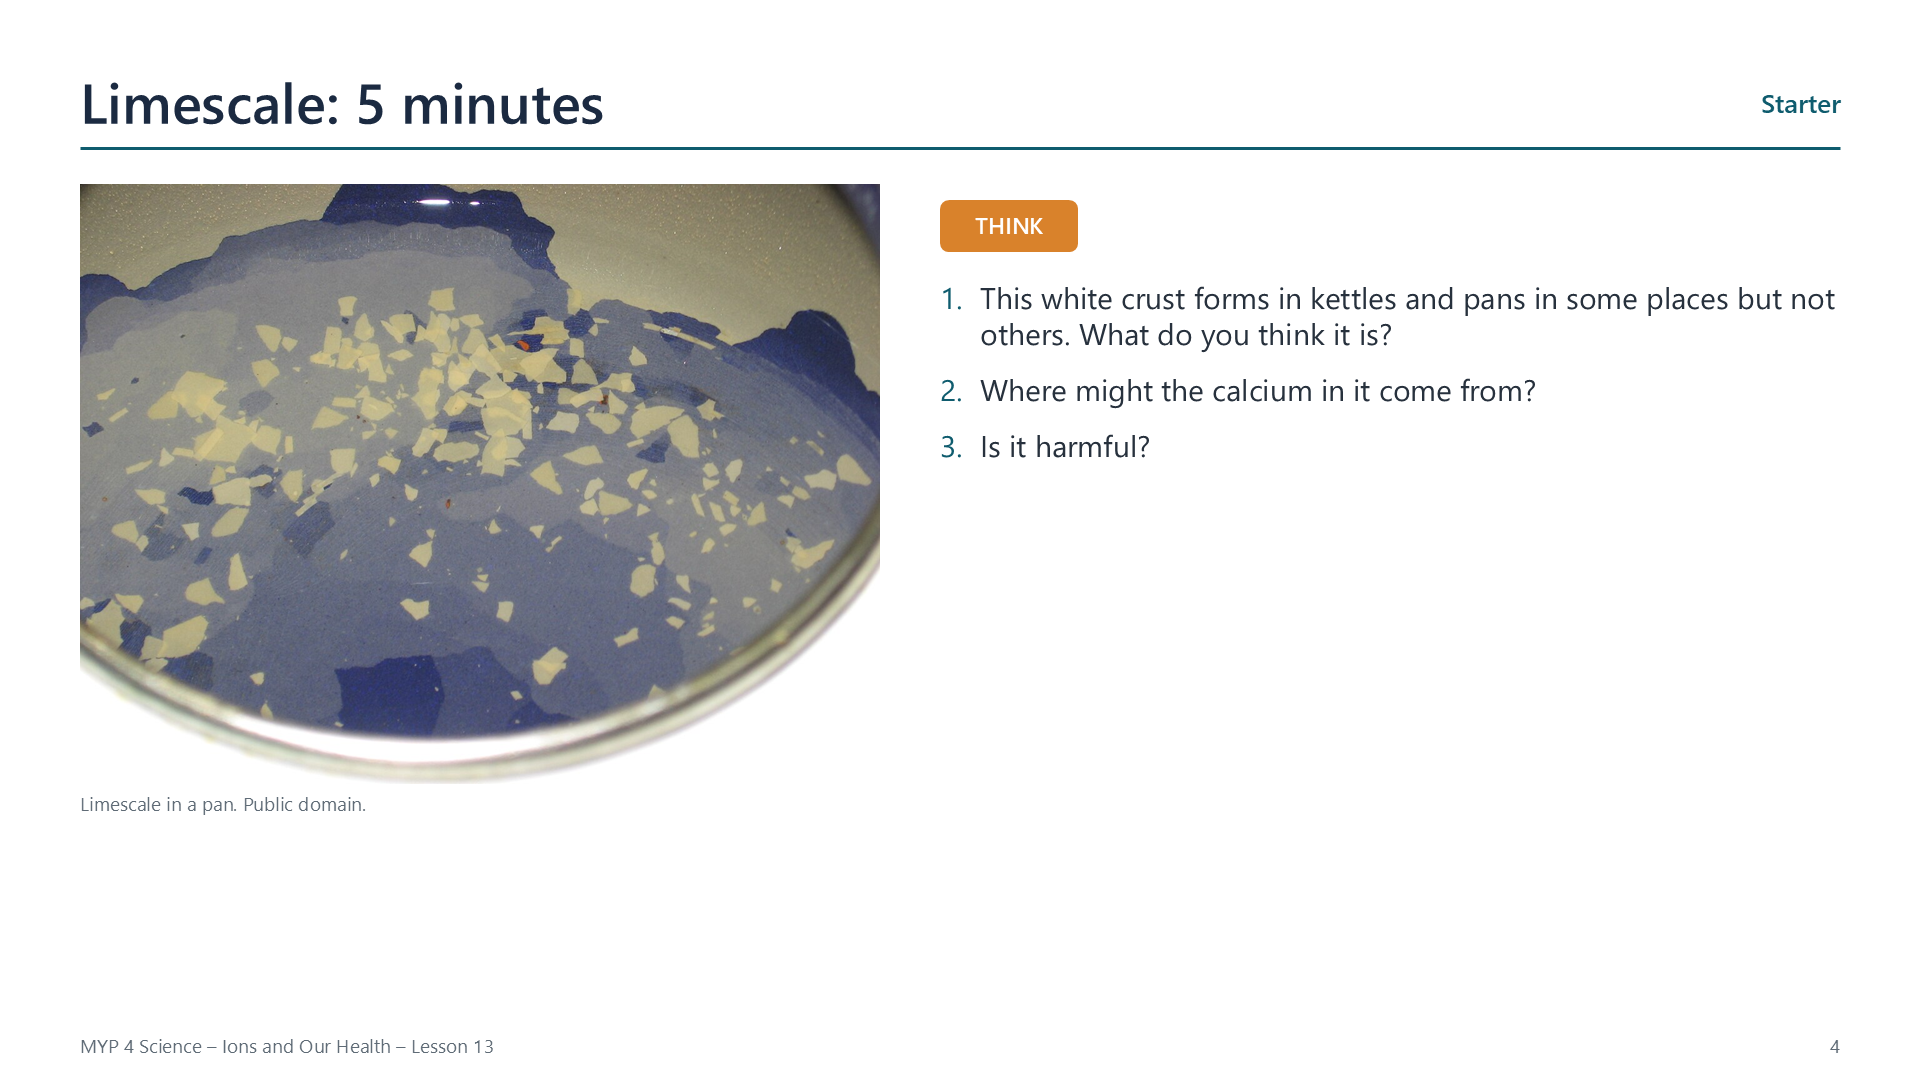 Limescale: 5 minutes
Starter
THINK
1. This white crust forms in kettles and pans in some places but not
others. What do you think it is?
2. Where might the calcium in it come from?
3. Is it harmful?
Limescale in a pan. Public domain.
MYP 4 Science – Ions and Our Health – Lesson 13
4